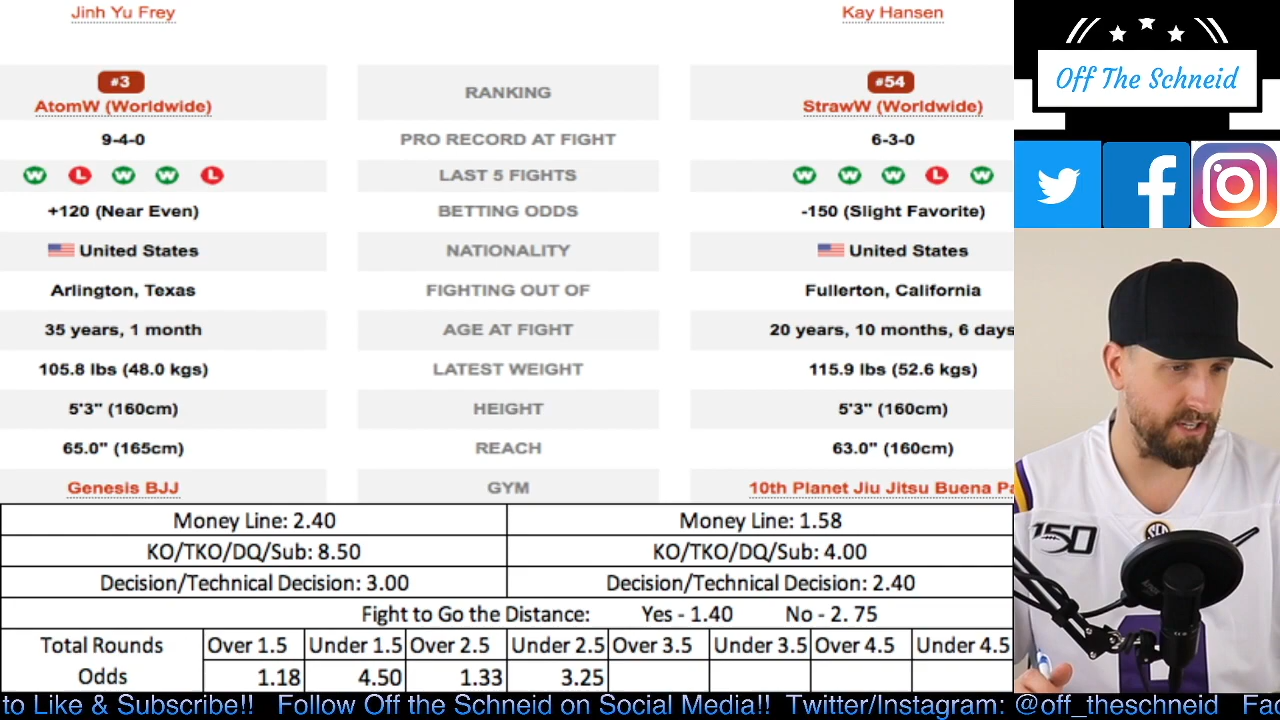 Jinh Yu Frey Kay Hansen
#3 RANKING #54
AtomW (Worldwide) StrawW (Worldwide)
9-4-0 PRO RECORD AT FIGHT 6-3-0
W L W W L LAST 5 FIGHTS W W W L W
+120 (Near Even) BETTING ODDS -150 (Slight Favorite)
United States NATIONALITY United States
Arlington, Texas FIGHTING OUT OF Fullerton, California
35 years, 1 month AGE AT FIGHT 20 years, 10 months, 6 days
105.8 lbs (48.0 kgs) LATEST WEIGHT 115.9 lbs (52.6 kgs)
5'3" (160cm) HEIGHT 5'3" (160cm)
65.0" (165cm) REACH 63.0" (160cm)
Genesis BJJ GYM 10th Planet Jiu Jitsu Buena Pa
Money Line: 2.40 Money Line: 1.58
KO/TKO/DQ/Sub: 8.50 KO/TKO/DQ/Sub: 4.00
Decision/Technical Decision: 3.00 Decision/Technical Decision: 2.40
Fight to Go the Distance: Yes - 1.40 No - 2.75
Total Rounds Over 1.5 Under 1.5 Over 2.5 Under 2.5 Over 3.5 Under 3.5 Over 4.5 Under 4.5
Odds 1.18 4.50 1.33 3.25
to Like & Subscribe!! Follow Off the Schneid on Social Media!! Twitter/Instagram: @off_theschneid Fac
Off The Schneid
150
SEC